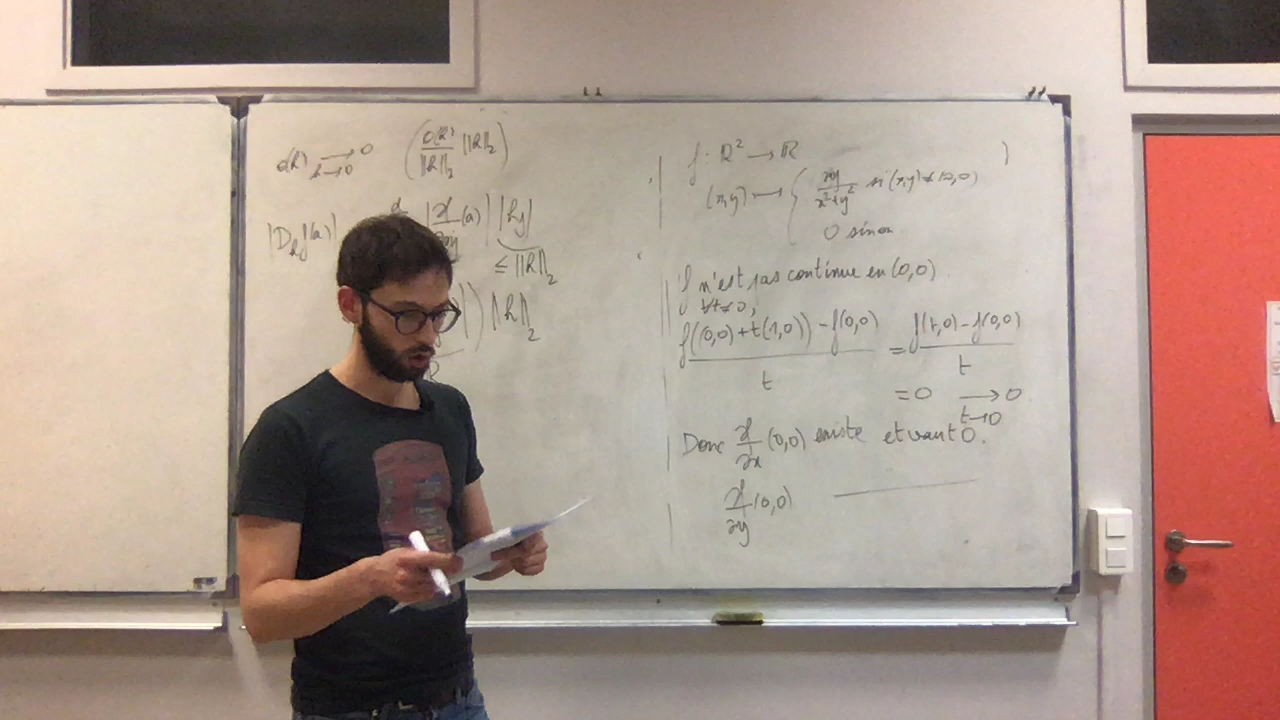 o(h) → 0
h→0
( o(h) / ||h||₂ ||h||₂ )
|D_h f(a)|
|∂f/∂x_j (a)| |h_j|
≤ ||h||₂
|) ||h||₂
f : ℝ² → ℝ
(x,y) ⟼ { xy / x²+y² si (x,y) ≠ (0,0)
0 sinon
f n'est pas continue en (0,0)
∀t≠0,
f((0,0)+t(1,0)) - f(0,0) / t = f(t,0) - f(0,0) / t
= 0 → 0
t→0
Donc ∂f/∂x (0,0) existe et vaut 0.
∂f/∂y (0,0)